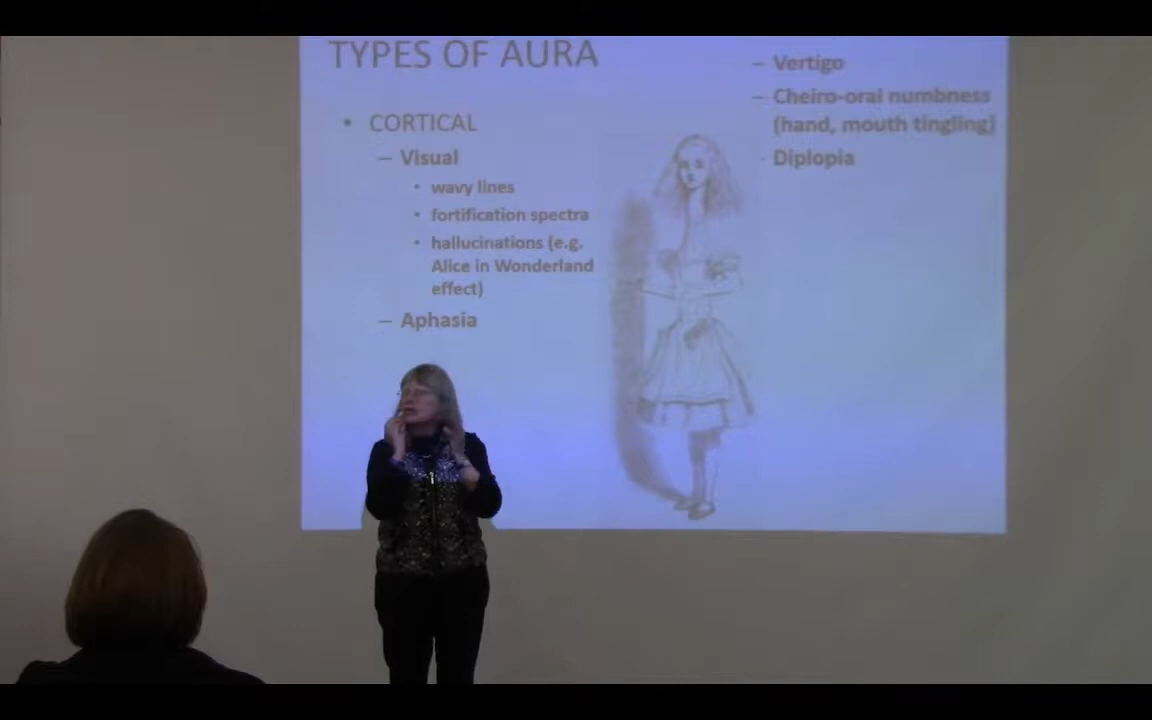 TYPES OF AURA
• CORTICAL
– Visual
• wavy lines
• fortification spectra
• hallucinations (e.g.
Alice in Wonderland
effect)
– Aphasia
– Vertigo
– Cheiro-oral numbness
(hand, mouth tingling)
- Diplopia